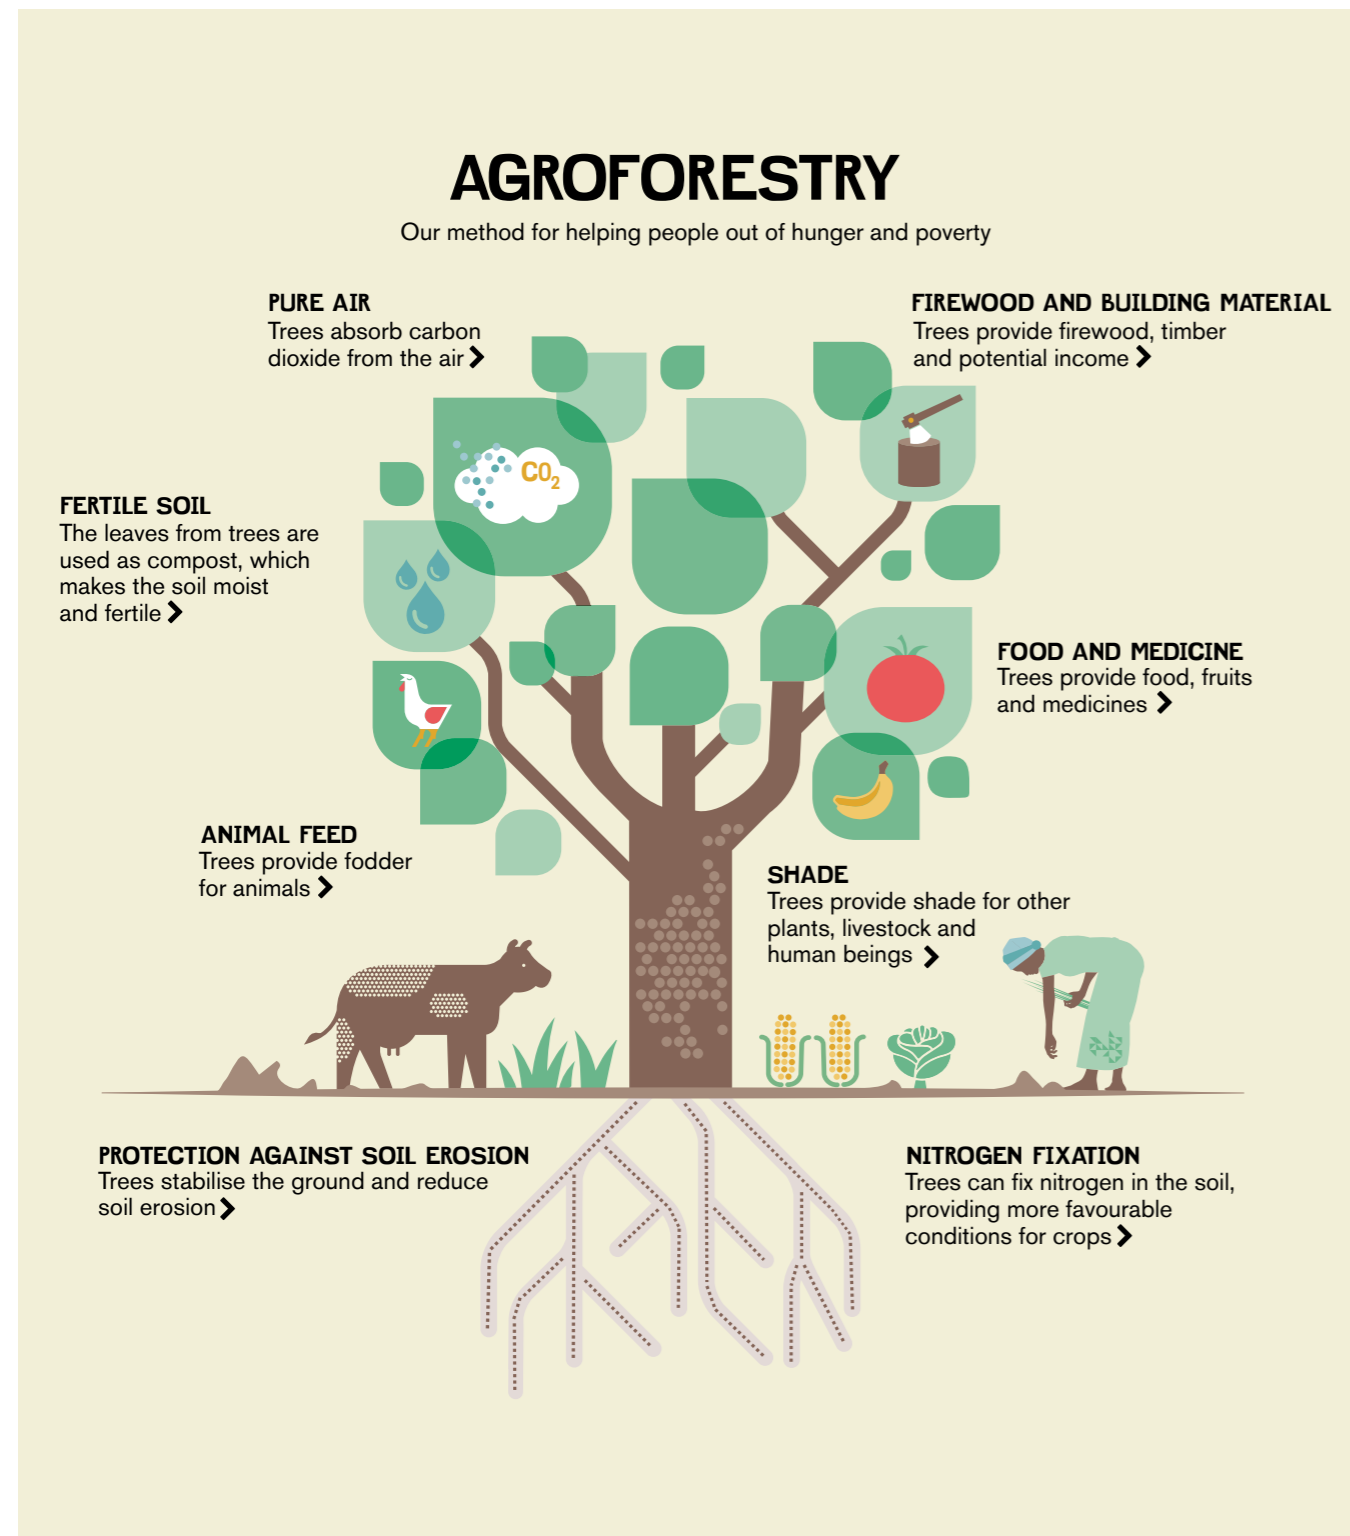 AGROFORESTRY
Our method for helping people out of hunger and poverty
PURE AIR
Trees absorb carbon
dioxide from the air
FIREWOOD AND BUILDING MATERIAL
Trees provide firewood, timber
and potential income
CO₂
FERTILE SOIL
The leaves from trees are
used as compost, which
makes the soil moist
and fertile
FOOD AND MEDICINE
Trees provide food, fruits
and medicines
ANIMAL FEED
Trees provide fodder
for animals
SHADE
Trees provide shade for other
plants, livestock and
human beings
PROTECTION AGAINST SOIL EROSION
Trees stabilise the ground and reduce
soil erosion
NITROGEN FIXATION
Trees can fix nitrogen in the soil,
providing more favourable
conditions for crops